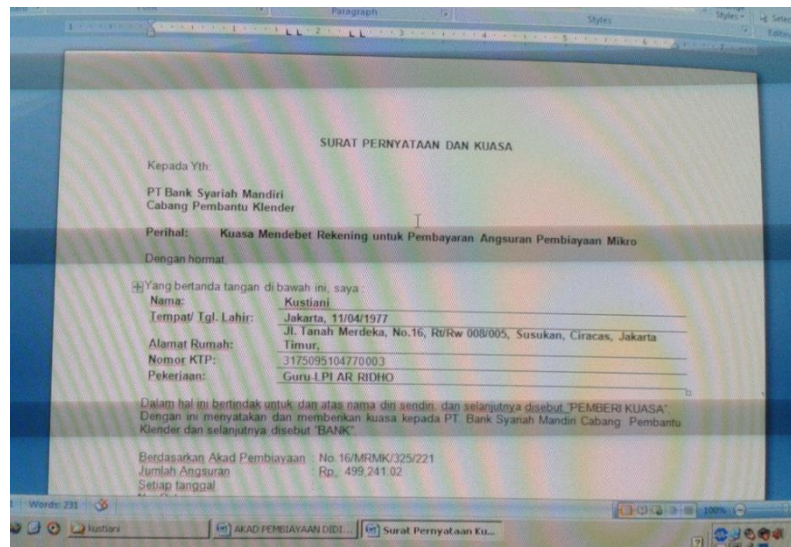 Paragraph
Styles
SURAT PERNYATAAN DAN KUASA
Kepada Yth:
PT Bank Syariah Mandiri
Cabang Pembantu Klender
Perihal: Kuasa Mendebet Rekening untuk Pembayaran Angsuran Pembiayaan Mikro
Dengan hormat
Yang bertanda tangan di bawah ini, saya :
Nama: Kustiani
Tempat/ Tgl. Lahir: Jakarta, 11/04/1977
Alamat Rumah: Jl. Tanah Merdeka, No.16, Rt/Rw 008/005, Susukan, Ciracas, Jakarta
Timur,
Nomor KTP: 3175095104770003
Pekerjaan: Guru-LPI AR RIDHO
Dalam hal ini bertindak untuk dan atas nama diri sendiri, dan selanjutnya disebut "PEMBERI KUASA"
Dengan ini menyatakan dan memberikan kuasa kepada PT. Bank Syariah Mandiri Cabang Pembantu
Klender dan selanjutnya disebut "BANK"
Berdasarkan Akad Pembiayaan : No.16/MRMK/325/221
Jumlah Angsuran : Rp. 499,241.02
Setiap tanggal
Words: 231
100%
kustiani
AKAD PEMBIAYAAN DIDI...
Surat Pernyataan Ku...